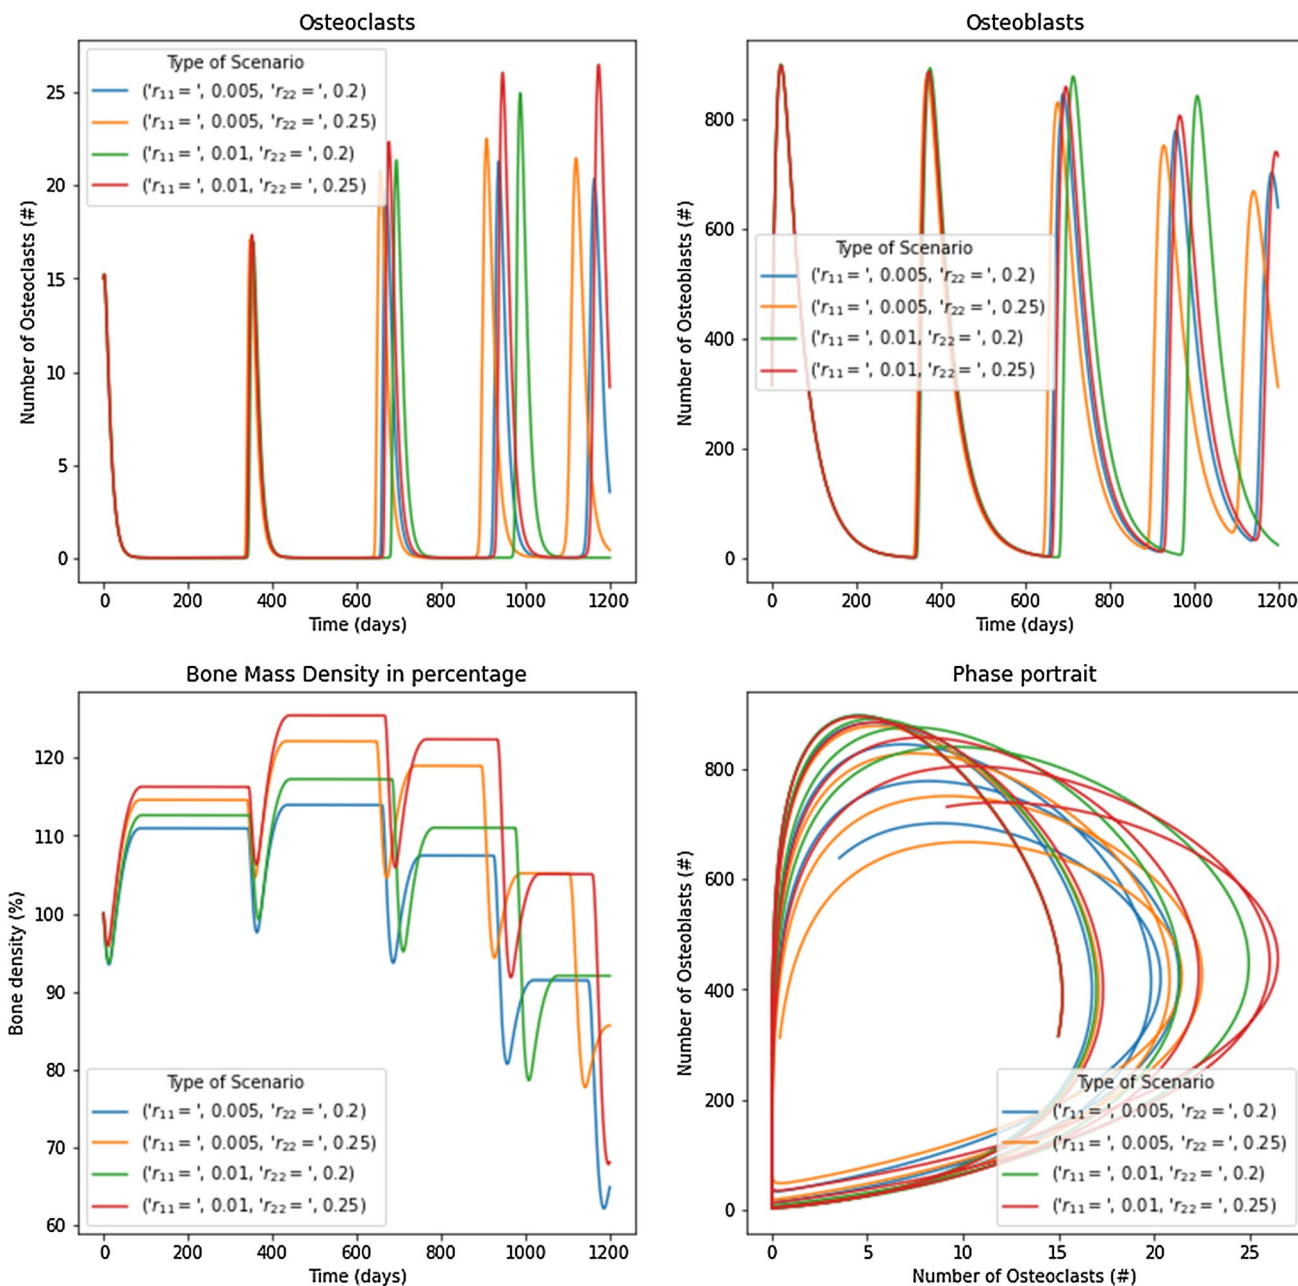 Osteoclasts
Number of Osteoclasts (#)
25
20
15
10
5
0
Type of Scenario
('r₁₁ = ', 0.005, 'r₂₂ = ', 0.2)
('r₁₁ = ', 0.005, 'r₂₂ = ', 0.25)
('r₁₁ = ', 0.01, 'r₂₂ = ', 0.2)
('r₁₁ = ', 0.01, 'r₂₂ = ', 0.25)
0 200 400 600 800 1000 1200
Time (days)
Osteoblasts
Number of Osteoblasts (#)
800
600
400
200
0
Type of Scenario
('r₁₁ = ', 0.005, 'r₂₂ = ', 0.2)
('r₁₁ = ', 0.005, 'r₂₂ = ', 0.25)
('r₁₁ = ', 0.01, 'r₂₂ = ', 0.2)
('r₁₁ = ', 0.01, 'r₂₂ = ', 0.25)
0 200 400 600 800 1000 1200
Time (days)
Bone Mass Density in percentage
Bone density (%)
120
110
100
90
80
70
60
Type of Scenario
('r₁₁ = ', 0.005, 'r₂₂ = ', 0.2)
('r₁₁ = ', 0.005, 'r₂₂ = ', 0.25)
('r₁₁ = ', 0.01, 'r₂₂ = ', 0.2)
('r₁₁ = ', 0.01, 'r₂₂ = ', 0.25)
0 200 400 600 800 1000 1200
Time (days)
Phase portrait
Number of Osteoblasts (#)
800
600
400
200
0
Type of Scenario
('r₁₁ = ', 0.005, 'r₂₂ = ', 0.2)
('r₁₁ = ', 0.005, 'r₂₂ = ', 0.25)
('r₁₁ = ', 0.01, 'r₂₂ = ', 0.2)
('r₁₁ = ', 0.01, 'r₂₂ = ', 0.25)
0 5 10 15 20 25
Number of Osteoclasts (#)